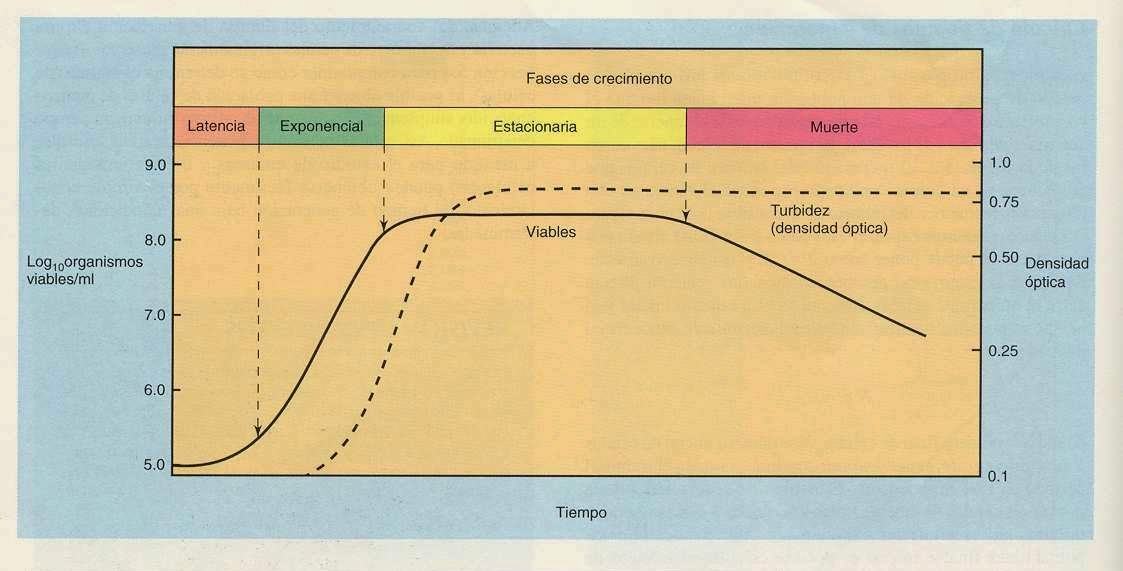 Fases de crecimiento
Latencia
Exponencial
Estacionaria
Muerte
9.0
8.0
7.0
6.0
5.0
Log10organismos
viables/ml
1.0
0.75
0.50
0.25
0.1
Densidad
óptica
Turbidez
(densidad óptica)
Viables
Tiempo